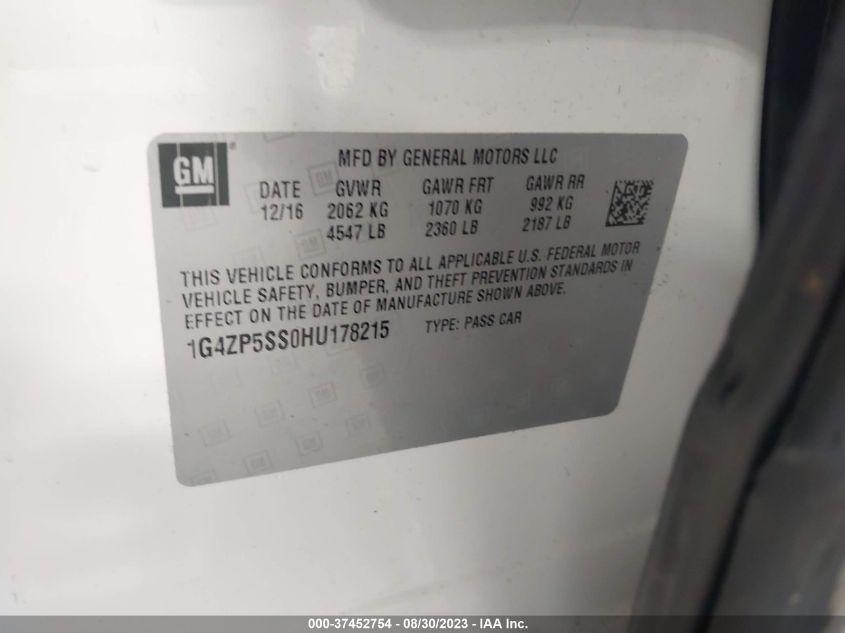 GM
MFD BY GENERAL MOTORS LLC
DATE GVWR GAWR FRT GAWR RR
12/16 2062 KG 1070 KG 992 KG
4547 LB 2360 LB 2187 LB
THIS VEHICLE CONFORMS TO ALL APPLICABLE U.S. FEDERAL MOTOR
VEHICLE SAFETY, BUMPER, AND THEFT PREVENTION STANDARDS IN
EFFECT ON THE DATE OF MANUFACTURE SHOWN ABOVE.
1G4ZP5SS0HU178215 TYPE: PASS CAR
000-37452754 - 08/30/2023 - IAA Inc.